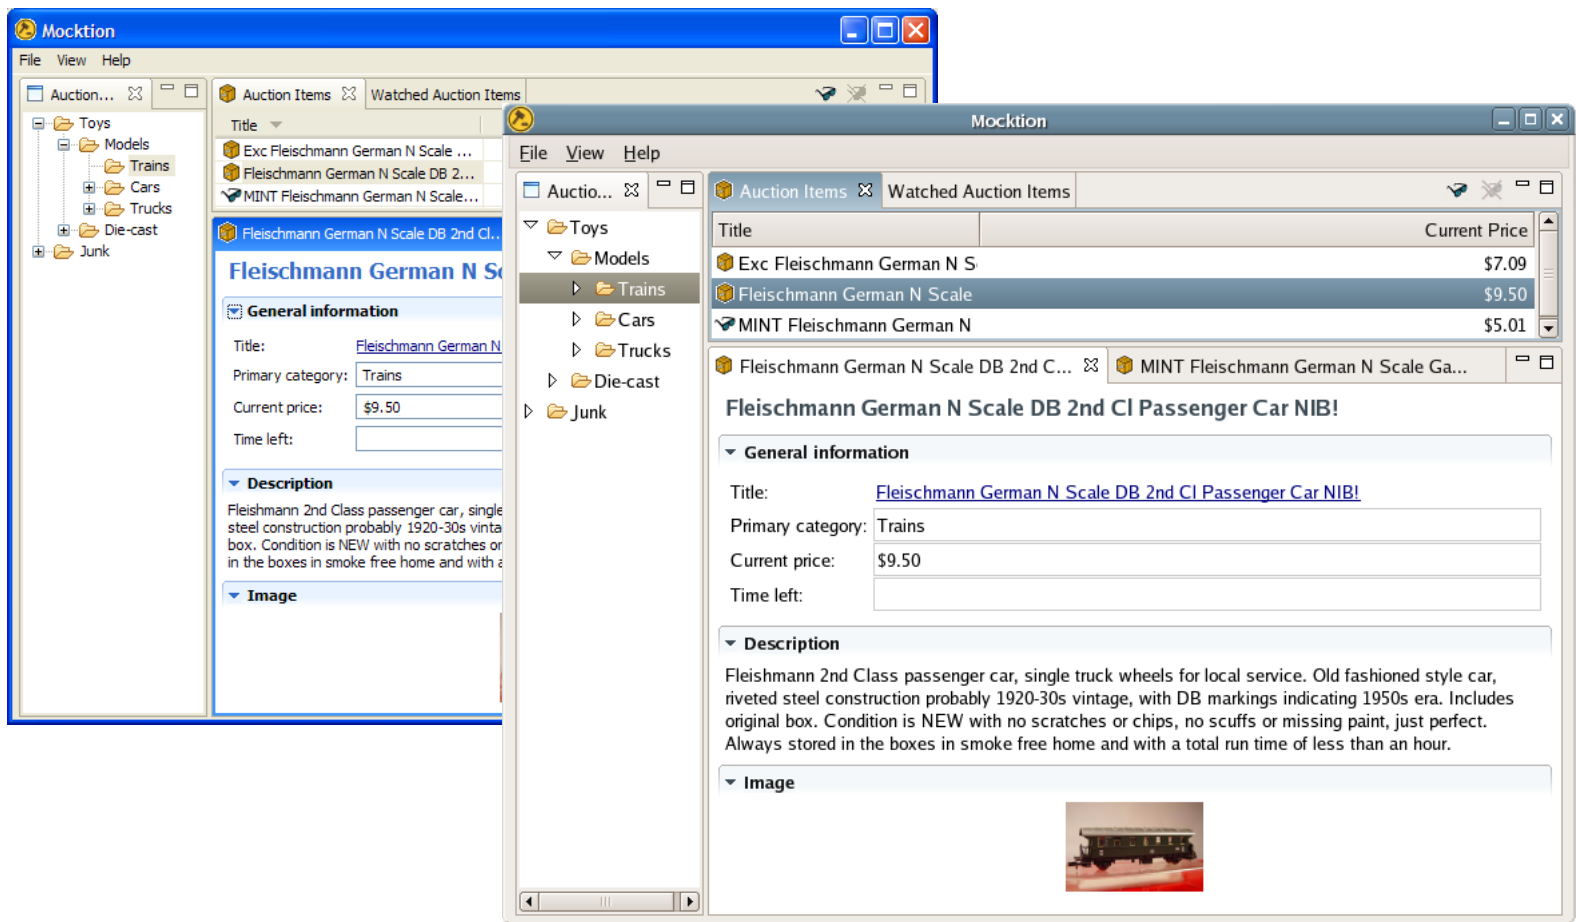 Mocktion
File View Help
Auction...
Toys
Models
Trains
Cars
Trucks
Die-cast
Junk
Auction Items Watched Auction Items
Title
Exc Fleischmann German N Scale ...
Fleischmann German N Scale DB 2...
MINT Fleischmann German N Scale...
Fleischmann German N Scale DB 2nd Cl...
Fleischmann German N Sc
General information
Title: Fleischmann German N
Primary category: Trains
Current price: $9.50
Time left:
Description
Fleishmann 2nd Class passenger car, single
steel construction probably 1920-30s vinta
box. Condition is NEW with no scratches or
in the boxes in smoke free home and with a
Image
Mocktion
File View Help
Auctio...
Toys
Models
Trains
Cars
Trucks
Die-cast
Junk
Auction Items Watched Auction Items
Title Current Price
Exc Fleischmann German N S $7.09
Fleischmann German N Scale $9.50
MINT Fleischmann German N $5.01
Fleischmann German N Scale DB 2nd C... MINT Fleischmann German N Scale Ga...
Fleischmann German N Scale DB 2nd Cl Passenger Car NIB!
General information
Title: Fleischmann German N Scale DB 2nd Cl Passenger Car NIB!
Primary category: Trains
Current price: $9.50
Time left:
Description
Fleishmann 2nd Class passenger car, single truck wheels for local service. Old fashioned style car,
riveted steel construction probably 1920-30s vintage, with DB markings indicating 1950s era. Includes
original box. Condition is NEW with no scratches or chips, no scuffs or missing paint, just perfect.
Always stored in the boxes in smoke free home and with a total run time of less than an hour.
Image